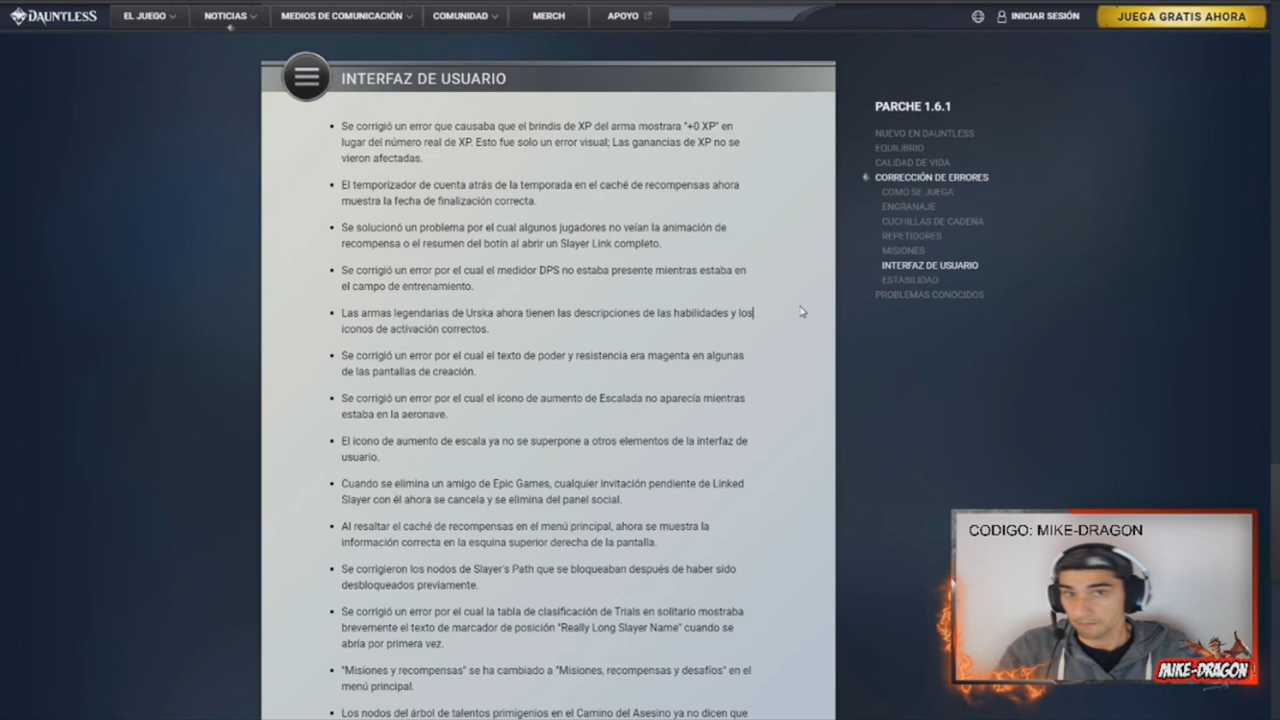 DAUNTLESS
EL JUEGO
NOTICIAS
MEDIOS DE COMUNICACIÓN
COMUNIDAD
MERCH
APOYO
INICIAR SESIÓN
JUEGA GRATIS AHORA
INTERFAZ DE USUARIO
• Se corrigió un error que causaba que el brindis de XP del arma mostrara "+0 XP" en
lugar del número real de XP. Esto fue solo un error visual; Las ganancias de XP no se
vieron afectadas.
• El temporizador de cuenta atrás de la temporada en el caché de recompensas ahora
muestra la fecha de finalización correcta.
• Se solucionó un problema por el cual algunos jugadores no veían la animación de
recompensa o el resumen del botín al abrir un Slayer Link completo.
• Se corrigió un error por el cual el medidor DPS no estaba presente mientras estaba en
el campo de entrenamiento.
• Las armas legendarias de Urska ahora tienen las descripciones de las habilidades y los
iconos de activación correctos.
• Se corrigió un error por el cual el texto de poder y resistencia era magenta en algunas
de las pantallas de creación.
• Se corrigió un error por el cual el ícono de aumento de Escalada no aparecía mientras
estaba en la aeronave.
• El ícono de aumento de escala ya no se superpone a otros elementos de la interfaz de
usuario.
• Cuando se elimina un amigo de Epic Games, cualquier invitación pendiente de Linked
Slayer con él ahora se cancela y se elimina del panel social.
• Al resaltar el caché de recompensas en el menú principal, ahora se muestra la
información correcta en la esquina superior derecha de la pantalla.
• Se corrigieron los nodos de Slayer's Path que se bloqueaban después de haber sido
desbloqueados previamente.
• Se corrigió un error por el cual la tabla de clasificación de Trials en solitario mostraba
brevemente el texto de marcador de posición "Really Long Slayer Name" cuando se
abría por primera vez.
• "Misiones y recompensas" se ha cambiado a "Misiones, recompensas y desafíos" en el
menú principal.
• Los nodos del árbol de talentos primigenios en el Camino del Asesino ya no dicen que
PARCHE 1.6.1
NUEVO EN DAUNTLESS
EQUILIBRIO
CALIDAD DE VIDA
CORRECCIÓN DE ERRORES
COMO SE JUEGA
ENGRANAJE
CUCHILLAS DE CADENA
REPETIDORES
MISIONES
INTERFAZ DE USUARIO
ESTABILIDAD
PROBLEMAS CONOCIDOS
CODIGO: MIKE-DRAGON
MIKE-DRAGON